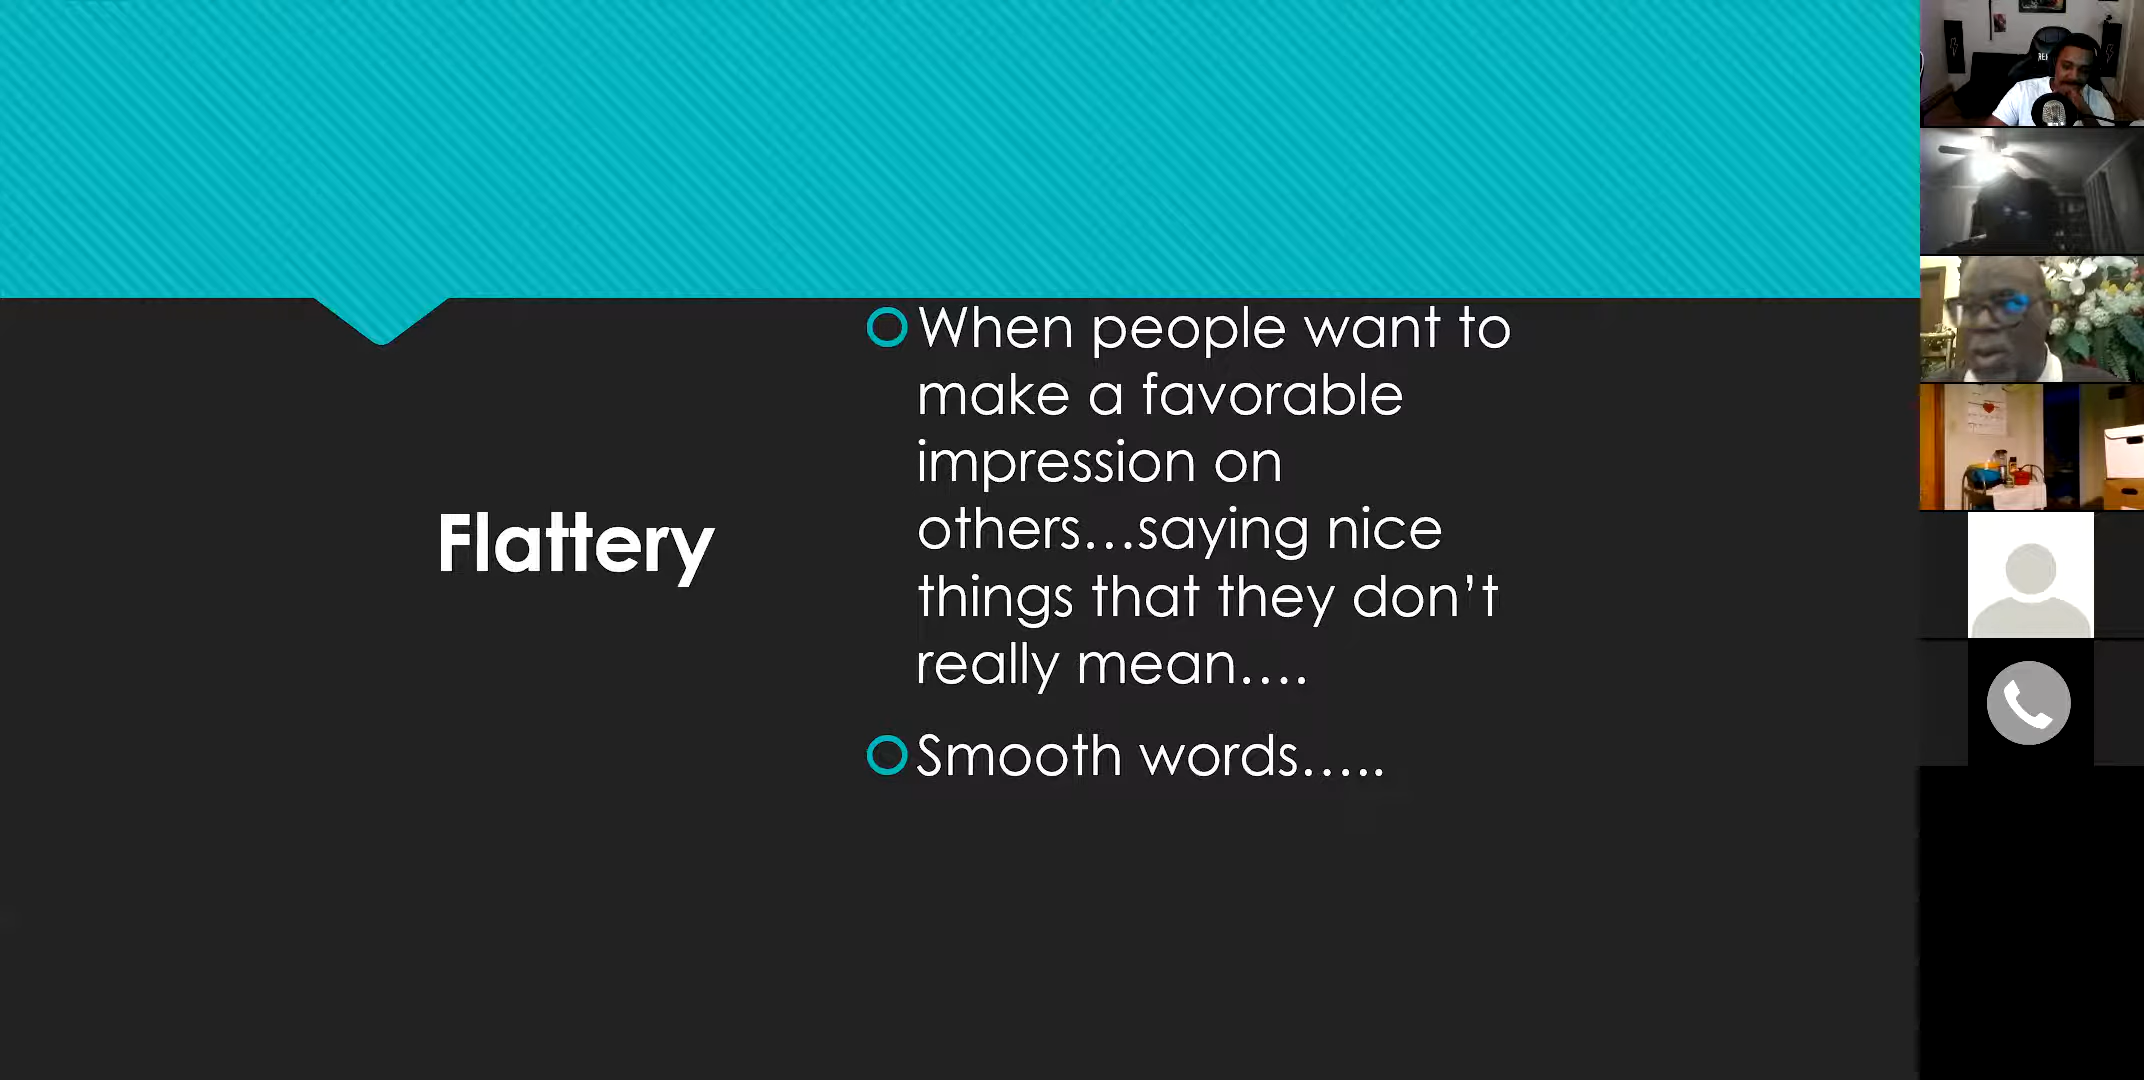 Flattery
When people want to
make a favorable
impression on
others...saying nice
things that they don't
really mean....
Smooth words.....